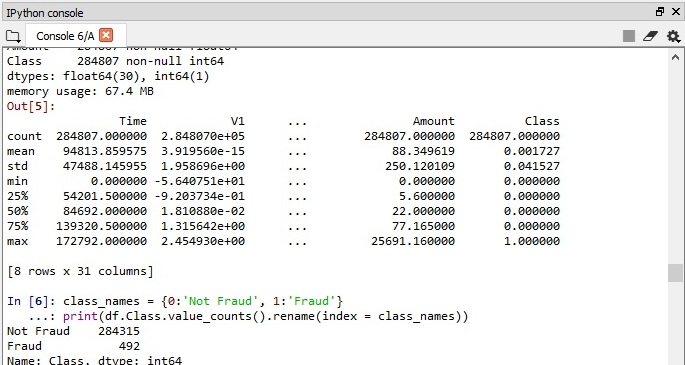 IPython console
Console 6/A
Amount 284807 non-null float64
Class 284807 non-null int64
dtypes: float64(30), int64(1)
memory usage: 67.4 MB
Out[5]:
Time V1 ... Amount Class
count 284807.000000 2.848070e+05 ... 284807.000000 284807.000000
mean 94813.859575 3.919560e-15 ... 88.349619 0.001727
std 47488.145955 1.958696e+00 ... 250.120109 0.041527
min 0.000000 -5.640751e+01 ... 0.000000 0.000000
25% 54201.500000 -9.203734e-01 ... 5.600000 0.000000
50% 84692.000000 1.810880e-02 ... 22.000000 0.000000
75% 139320.500000 1.315642e+00 ... 77.165000 0.000000
max 172792.000000 2.454930e+00 ... 25691.160000 1.000000
[8 rows x 31 columns]
In [6]: class_names = {0:'Not Fraud', 1:'Fraud'}
...: print(df.Class.value_counts().rename(index = class_names))
Not Fraud 284315
Fraud 492
Name: Class, dtype: int64